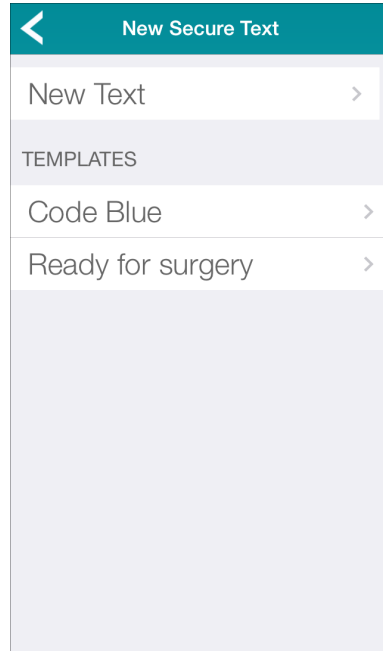 New Secure Text
New Text
TEMPLATES
Code Blue
Ready for surgery